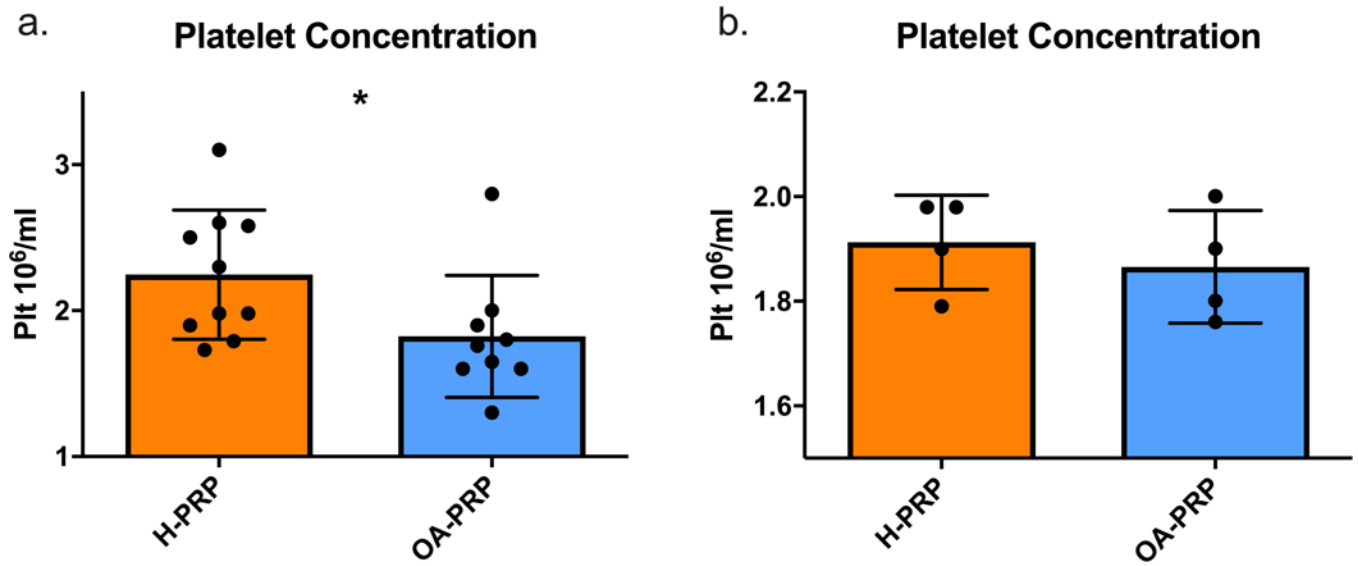 a.
Platelet Concentration
*
Plt 10⁶/ml
3
2
1
H-PRP
OA-PRP
b.
Platelet Concentration
Plt 10⁶/ml
2.2
2.0
1.8
1.6
H-PRP
OA-PRP